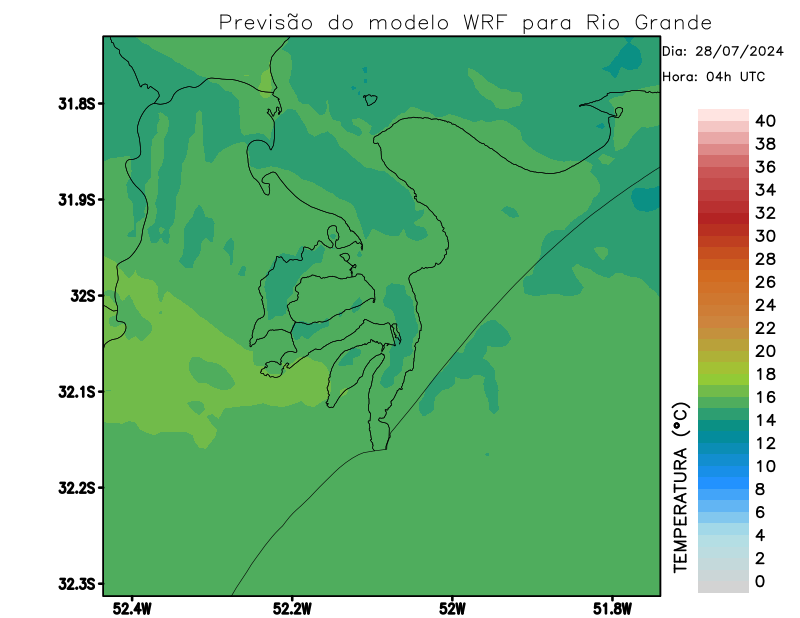 Previsão do modelo WRF para Rio Grande
Dia: 28/07/2024
Hora: 04h UTC
31.8S
31.9S
32S
32.1S
32.2S
32.3S
52.4W
52.2W
52W
51.8W
TEMPERATURA (°C)
40
38
36
34
32
30
28
26
24
22
20
18
16
14
12
10
8
6
4
2
0